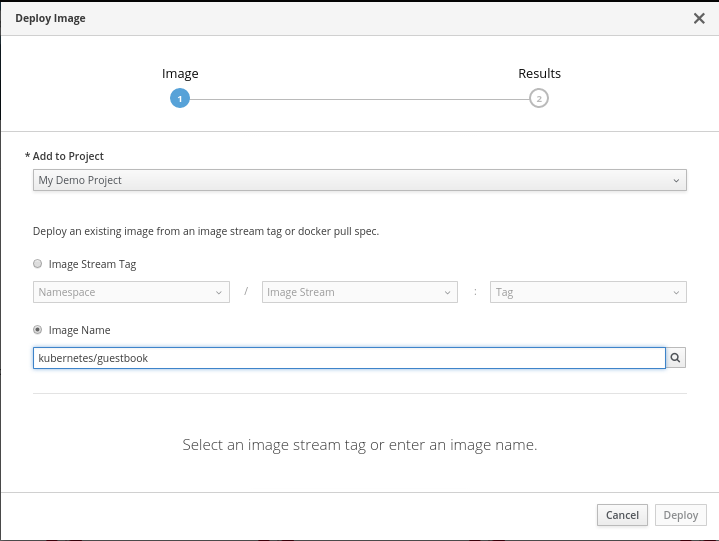 Deploy Image
Image Results
1 2
* Add to Project
My Demo Project
Deploy an existing image from an image stream tag or docker pull spec.
Image Stream Tag
Namespace / Image Stream : Tag
Image Name
kubernetes/guestbook
Select an image stream tag or enter an image name.
Cancel Deploy